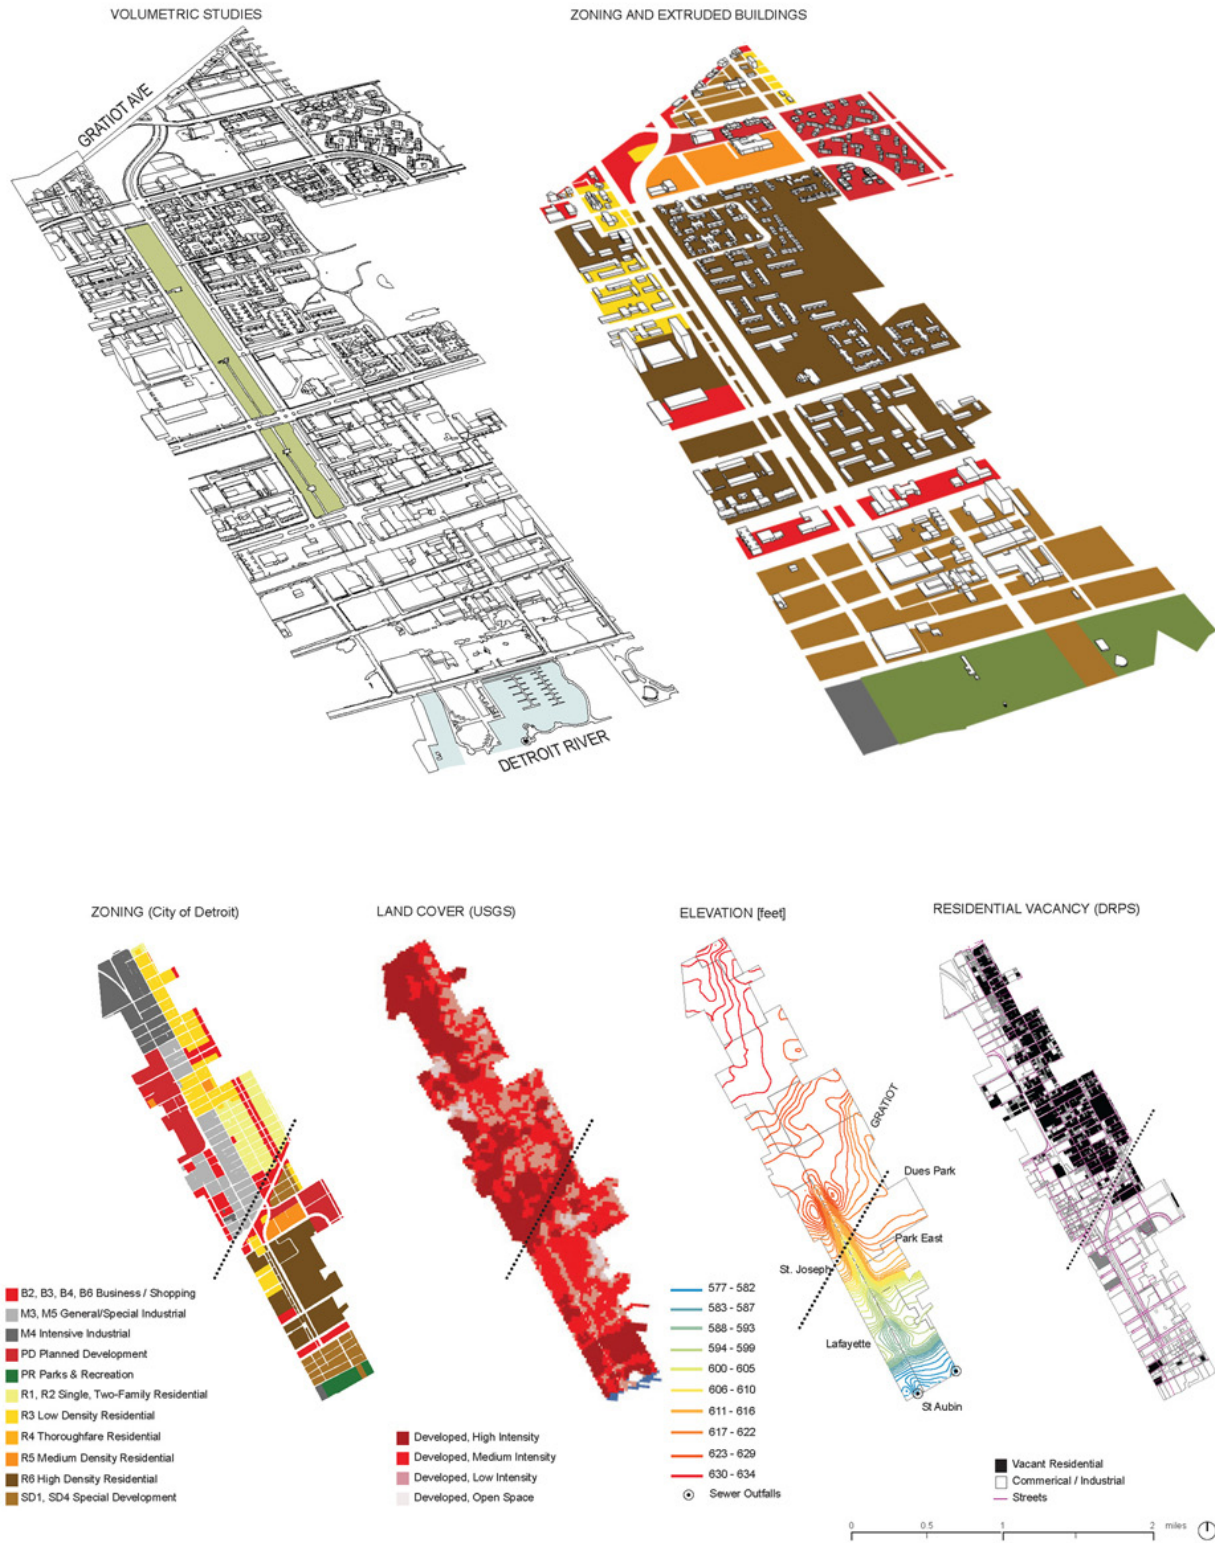 VOLUMETRIC STUDIES
ZONING AND EXTRUDED BUILDINGS
GRATIOT AVE
DETROIT RIVER
ZONING (City of Detroit)
LAND COVER (USGS)
ELEVATION [feet]
RESIDENTIAL VACANCY (DRPS)
GRATIOT
Dues Park
Park East
St. Joseph
Lafayette
St Aubin
B2, B3, B4, B6 Business / Shopping
M3, M5 General/Special Industrial
M4 Intensive Industrial
PD Planned Development
PR Parks & Recreation
R1, R2 Single, Two-Family Residential
R3 Low Density Residential
R4 Thoroughfare Residential
R5 Medium Density Residential
R6 High Density Residential
SD1, SD4 Special Development
Developed, High Intensity
Developed, Medium Intensity
Developed, Low Intensity
Developed, Open Space
577 - 582
583 - 587
588 - 593
594 - 599
600 - 605
606 - 610
611 - 616
617 - 622
623 - 629
630 - 634
Sewer Outfalls
Vacant Residential
Commerical / Industrial
Streets
0 0.5 1 2 miles